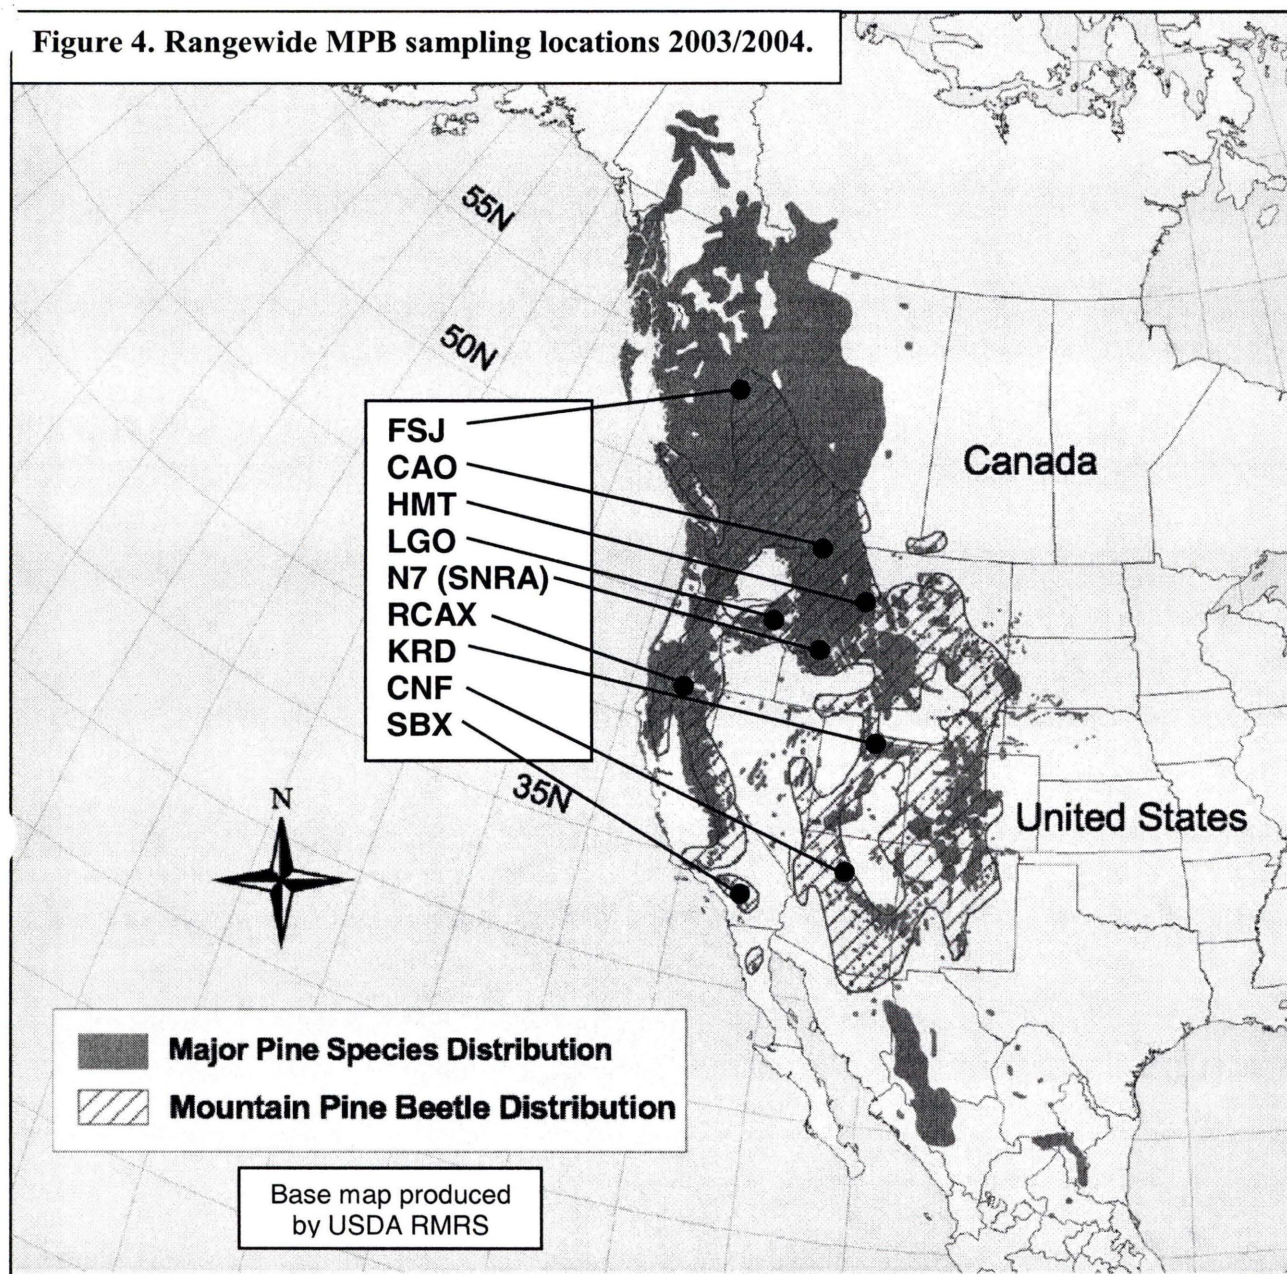 Figure 4. Rangewide MPB sampling locations 2003/2004.
55N
50N
FSJ
CAO
HMT
LGO
N7 (SNRA)
RCAX
KRD
CNF
SBX
Canada
35N
United States
N
Major Pine Species Distribution
Mountain Pine Beetle Distribution
Base map produced
by USDA RMRS